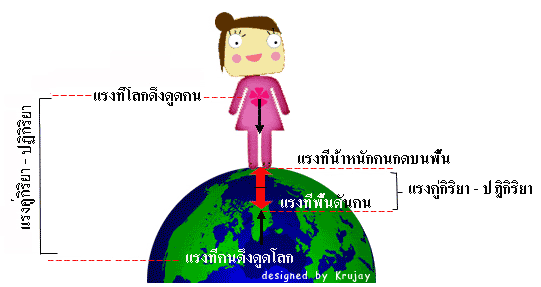 แรงที่โลกดึงดูดคน
แรงคู่กิริยา - ปฏิกิริยา
แรงที่น้ำหนักคนกดบนพื้น
แรงคู่กิริยา - ปฏิกิริยา
แรงที่พื้นดันคน
แรงที่คนดึงดูดโลก
designed by Krujay